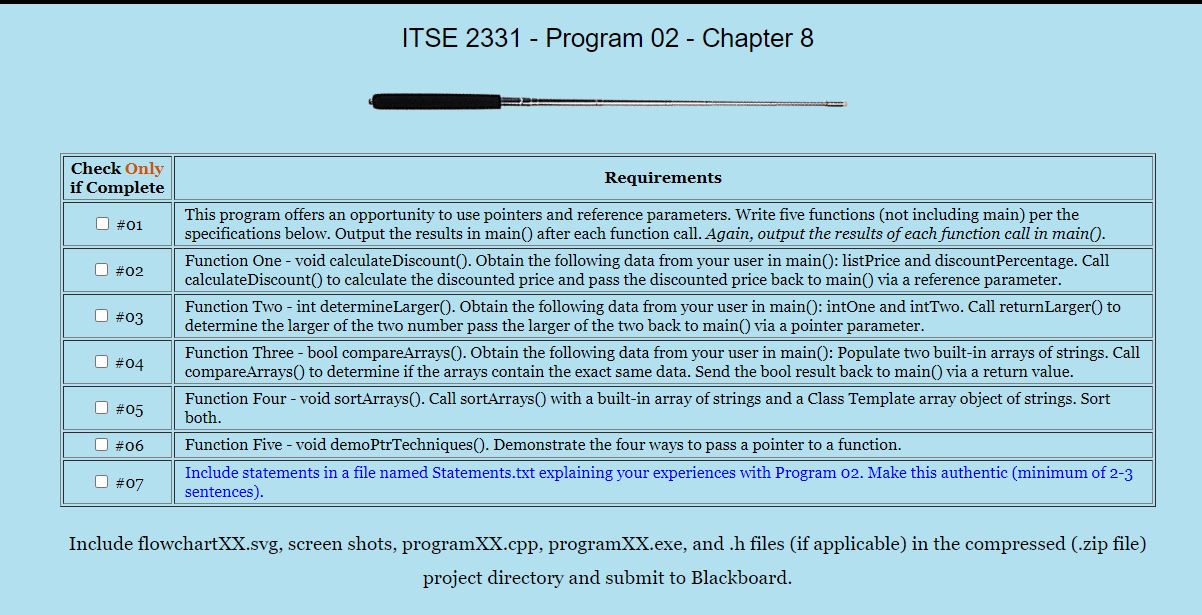 ITSE 2331 - Program 02 - Chapter 8
Check Only
if Complete
Requirements
#01
This program offers an opportunity to use pointers and reference parameters. Write five functions (not including main) per the
specifications below. Output the results in main() after each function call. Again, output the results of each function call in main().
#02
Function One - void calculateDiscount(). Obtain the following data from your user in main(): listPrice and discountPercentage. Call
calculateDiscount() to calculate the discounted price and pass the discounted price back to main() via a reference parameter.
#03
Function Two - int determineLarger(). Obtain the following data from your user in main(): intOne and intTwo. Call returnLarger() to
determine the larger of the two number pass the larger of the two back to main() via a pointer parameter.
#04
Function Three - bool compareArrays(). Obtain the following data from your user in main(): Populate two built-in arrays of strings. Call
compareArrays() to determine if the arrays contain the exact same data. Send the bool result back to main() via a return value.
#05
Function Four - void sortArrays(). Call sortArrays() with a built-in array of strings and a Class Template array object of strings. Sort
both.
#06
Function Five - void demoPtrTechniques(). Demonstrate the four ways to pass a pointer to a function.
#07
Include statements in a file named Statements.txt explaining your experiences with Program 02. Make this authentic (minimum of 2-3
sentences).
Include flowchartXX.svg, screen shots, programXX.cpp, programXX.exe, and .h files (if applicable) in the compressed (.zip file)
project directory and submit to Blackboard.